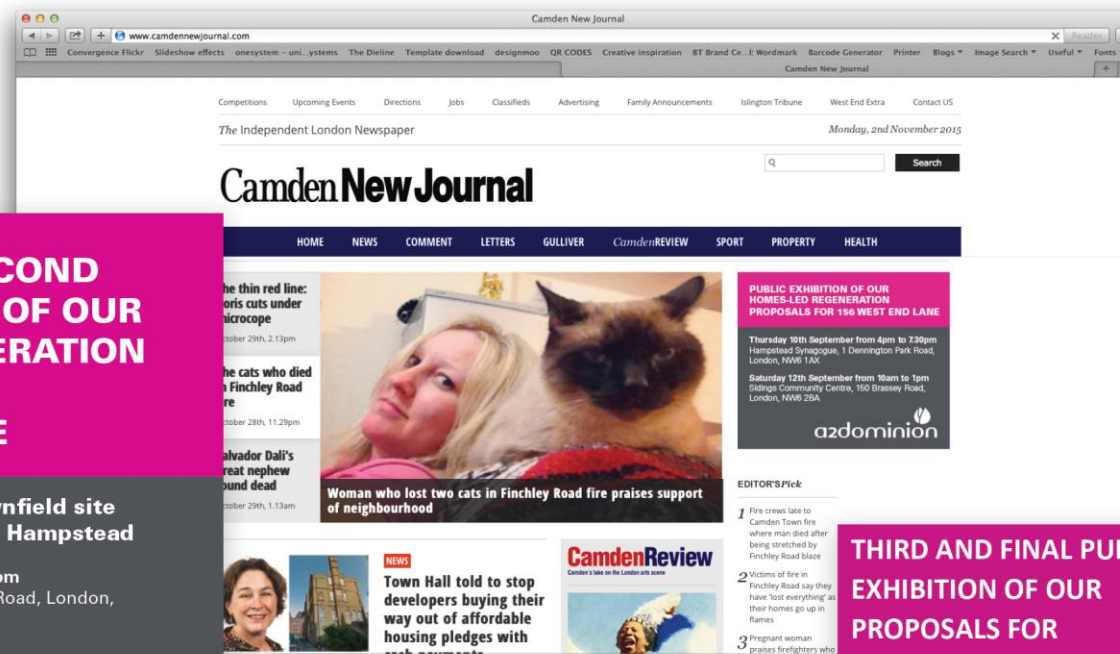 Camden New Journal
www.camdennewjournal.com
Reader
Convergence Flickr Slideshow effects onesystem – uni...ystems The Dieline Template download designmoo QR CODES Creative inspiration BT Brand Ce...l: Wordmark Barcode Generator Printer Blogs Image Search Useful Fonts
Camden New Journal
Competitions Upcoming Events Directions Jobs Classifieds Advertising Family Announcements Islington Tribune West End Extra Contact US
The Independent London Newspaper
Monday, 2nd November 2015
Search
Camden New Journal
HOME NEWS COMMENT LETTERS GULLIVER CamdenREVIEW SPORT PROPERTY HEALTH
COND
OF OUR
ERATION
E
nfield site
Hampstead
om
Road, London,
he thin red line:
oris cuts under
icrocope
ctober 29th, 2.13pm
he cats who died
Finchley Road
re
ctober 28th, 11.29pm
alvador Dali's
reat nephew
ound dead
ctober 29th, 1.13am
Woman who lost two cats in Finchley Road fire praises support
of neighbourhood
PUBLIC EXHIBITION OF OUR
HOMES-LED REGENERATION
PROPOSALS FOR 156 WEST END LANE
Thursday 10th September from 4pm to 7.30pm
Hampstead Synagogue, 1 Dennington Park Road,
London, NW6 1AX
Saturday 12th September from 10am to 1pm
Sidings Community Centre, 150 Brassey Road,
London, NW6 2BA
a2dominion
NEWS
Town Hall told to stop
developers buying their
way out of affordable
housing pledges with
cash payments
CamdenReview
Camden's take on the London arts scene
EDITOR'S Pick
1 Fire crews late to
Camden Town fire
where man died after
being stretched by
Finchley Road blaze
2 Victims of fire in
Finchley Road say they
have 'lost everything' as
their homes go up in
flames
3 Pregnant woman
praises firefighters who
THIRD AND FINAL PU
EXHIBITION OF OUR
PROPOSALS FOR